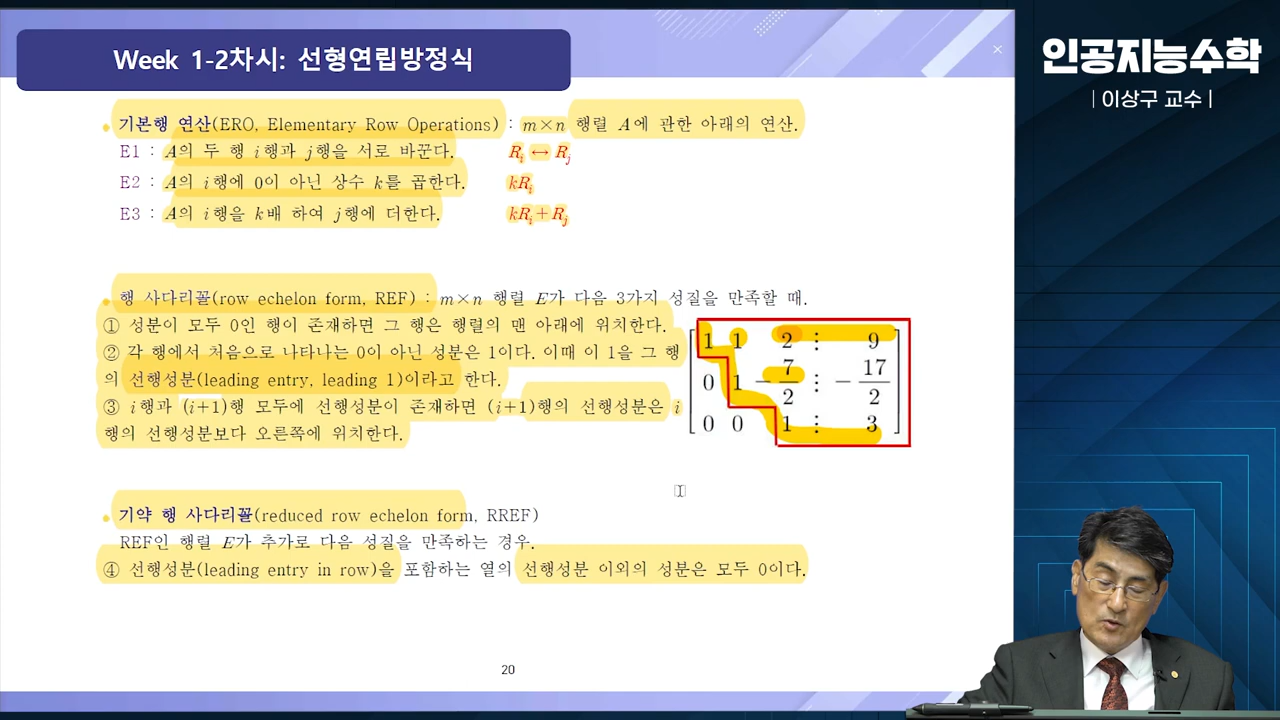 Week 1-2차시: 선형연립방정식
인공지능수학
| 이상구 교수 |
• 기본행 연산(ERO, Elementary Row Operations) : m×n 행렬 A에 관한 아래의 연산.
E1 : A의 두 행 i행과 j행을 서로 바꾼다. Rᵢ ↔ Rⱼ
E2 : A의 i행에 0이 아닌 상수 k를 곱한다. kRᵢ
E3 : A의 i행을 k배 하여 j행에 더한다. kRᵢ+Rⱼ
• 행 사다리꼴(row echelon form, REF) : m×n 행렬 E가 다음 3가지 성질을 만족할 때.
① 성분이 모두 0인 행이 존재하면 그 행은 행렬의 맨 아래에 위치한다.
② 각 행에서 처음으로 나타나는 0이 아닌 성분은 1이다. 이때 이 1을 그 행
의 선행성분(leading entry, leading 1)이라고 한다.
③ i행과 (i+1)행 모두에 선행성분이 존재하면 (i+1)행의 선행성분은 i
행의 선행성분보다 오른쪽에 위치한다.
1 1 2 ⋮ 9
0 1 −7/2 ⋮ −17/2
0 0 1 ⋮ 3
• 기약 행 사다리꼴(reduced row echelon form, RREF)
REF인 행렬 E가 추가로 다음 성질을 만족하는 경우.
④ 선행성분(leading entry in row)을 포함하는 열의 선행성분 이외의 성분은 모두 0이다.
20